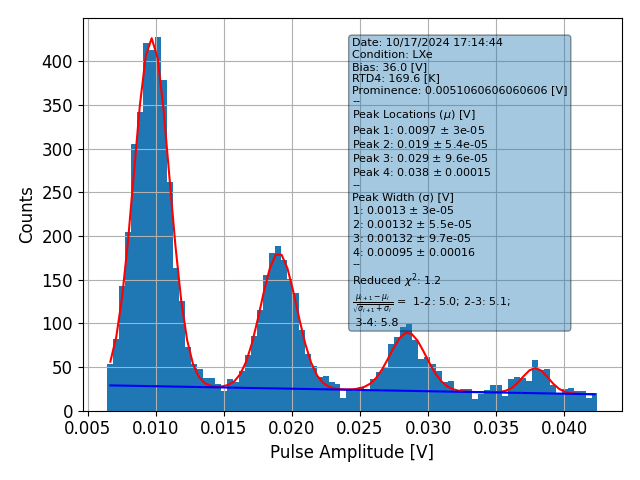 Date: 10/17/2024 17:14:44
Condition: LXe
Bias: 36.0 [V]
RTD4: 169.6 [K]
Prominence: 0.0051060606060606 [V]
--
Peak Locations (μ) [V]
Peak 1: 0.0097 ± 3e-05
Peak 2: 0.019 ± 5.4e-05
Peak 3: 0.029 ± 9.6e-05
Peak 4: 0.038 ± 0.00015
--
Peak Width (σ) [V]
1: 0.0013 ± 3e-05
2: 0.00132 ± 5.5e-05
3: 0.00132 ± 9.7e-05
4: 0.00095 ± 0.00016
--
Reduced χ²: 1.2
(μᵢ₊₁−μᵢ)/√(σᵢ₊₁+σᵢ) = 1-2: 5.0; 2-3: 5.1;
3-4: 5.8
400
350
300
250
200
150
100
50
0
Counts
0.005 0.010 0.015 0.020 0.025 0.030 0.035 0.040
Pulse Amplitude [V]